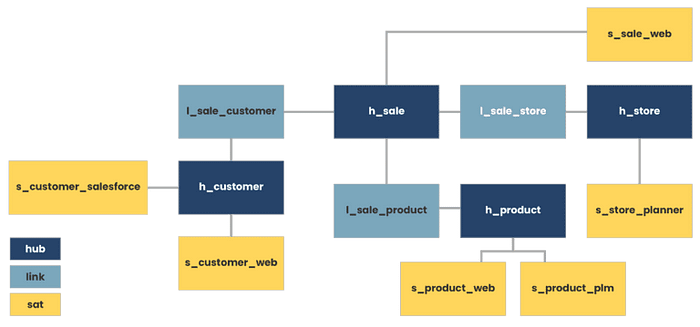 s_sale_web
l_sale_customer
h_sale
l_sale_store
h_store
s_customer_salesforce
h_customer
l_sale_product
h_product
s_store_planner
hub
s_customer_web
link
s_product_web
s_product_plm
sat